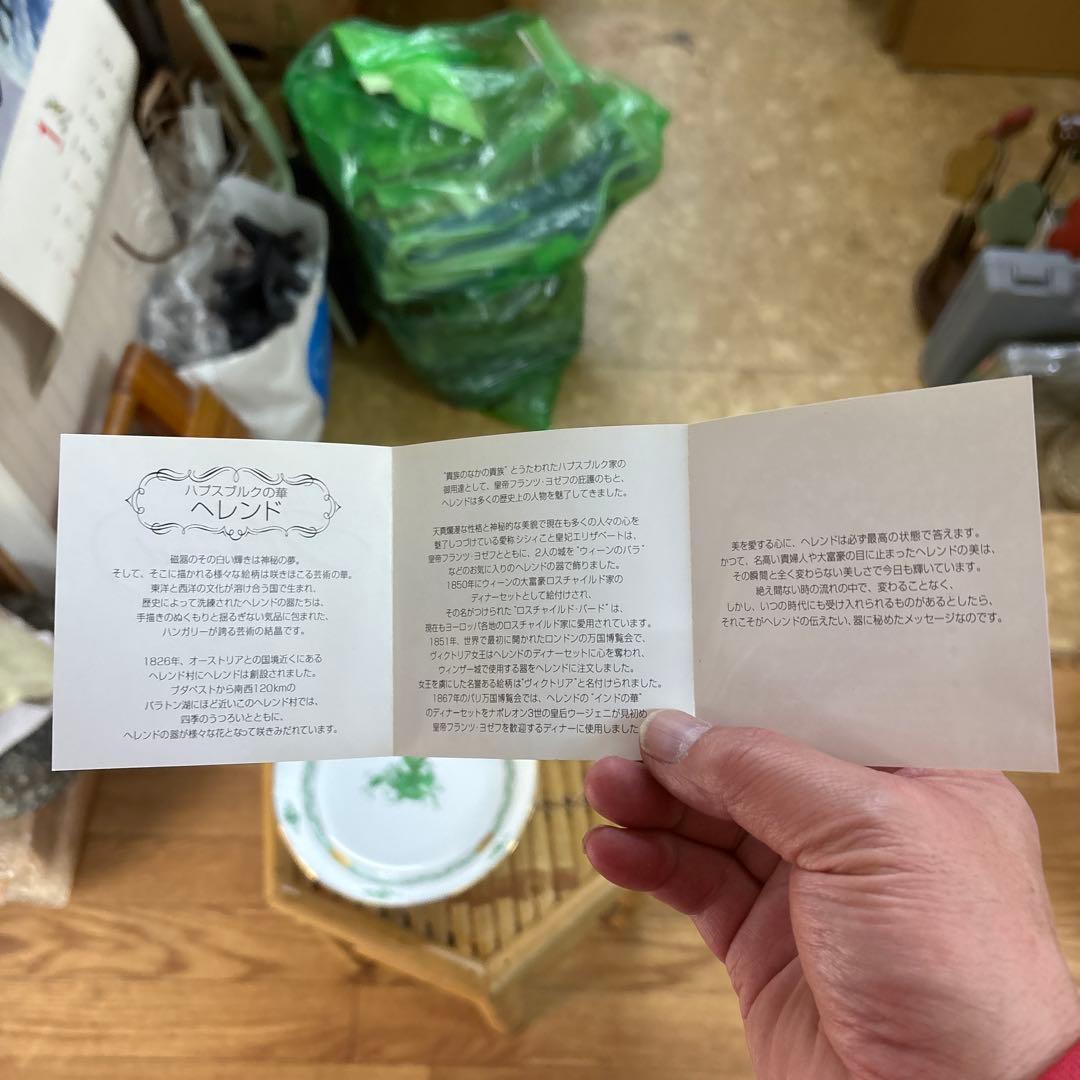 ハプスブルクの華
ヘレンド
磁器のその白い輝きは神秘の夢。
そして、そこに描かれる様々な絵柄は咲きほこる芸術の華。
東洋と西洋の文化が溶け合う国で生まれ、
歴史によって洗練されたヘレンドの器たちは、
手描きのぬくもりと揺るぎない気品に包まれた、
ハンガリーが誇る芸術の結晶です。
1826年、オーストリアとの国境近くにある
ヘレンド村にヘレンドは創設されました。
ブダペストから南西120kmの
バラトン湖にほど近いこのヘレンド村では、
四季のうつろいとともに、
ヘレンドの器が様々な花となって咲きみだれています。
"貴族のなかの貴族" とうたわれたハプスブルク家の
御用達として、皇帝フランツ・ヨゼフの庇護のもと、
ヘレンドは多くの歴史上の人物を魅了してきました。
天真爛漫な性格と神秘的な美貌で現在も多くの人々の心を
魅了しつづけている愛称シシィこと皇妃エリザベートは、
皇帝フランツ・ヨゼフとともに、2人の城を "ウィーンのバラ"
などのお気に入りのヘレンドの器で飾りました。
1850年にウィーンの大富豪ロスチャイルド家の
ディナーセットとして絵付けされ、
その名がつけられた "ロスチャイルド・バード" は、
現在もヨーロッパ各地のロスチャイルド家に愛用されています。
1851年、世界で最初に開かれたロンドンの万国博覧会で、
ヴィクトリア女王はヘレンドのディナーセットに心を奪われ、
ウィンザー城で使用する器をヘレンドに注文しました。
女王を虜にした名誉ある絵柄は"ヴィクトリア"と名付けられました。
1867年のパリ万国博覧会では、ヘレンドの "インドの華"
のディナーセットをナポレオン3世の皇后ウージェニが見初め
皇帝フランツ・ヨゼフを歓迎するディナーに使用しました
美を愛する心に、ヘレンドは必ず最高の状態で答えます。
かつて、名高い貴婦人や大富豪の目に止まったヘレンドの美は、
その瞬間と全く変わらない美しさで今日も輝いています。
絶え間ない時の流れの中で、変わることなく、
しかし、いつの時代にも受け入れられるものがあるとしたら、
それこそがヘレンドの伝えたい、器に秘めたメッセージなのです。
1